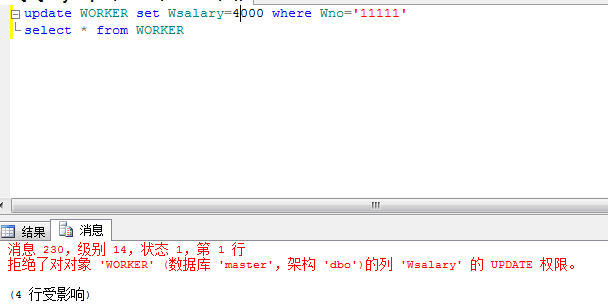 update WORKER set Wsalary=4000 where Wno='11111'
select * from WORKER
结果
消息
消息 230，级别 14，状态 1，第 1 行
拒绝了对对象 'WORKER' (数据库 'master'，架构 'dbo')的列 'Wsalary' 的 UPDATE 权限。
(4 行受影响)